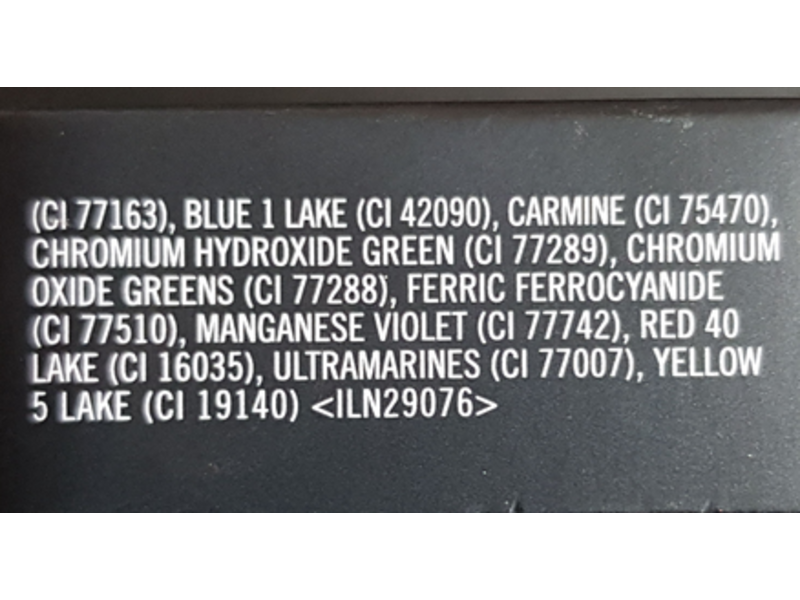 (CI 77163), BLUE 1 LAKE (CI 42090), CARMINE (CI 75470),
CHROMIUM HYDROXIDE GREEN (CI 77289), CHROMIUM
OXIDE GREENS (CI 77288), FERRIC FERROCYANIDE
(CI 77510), MANGANESE VIOLET (CI 77742), RED 40
LAKE (CI 16035), ULTRAMARINES (CI 77007), YELLOW
5 LAKE (CI 19140) <ILN29076>